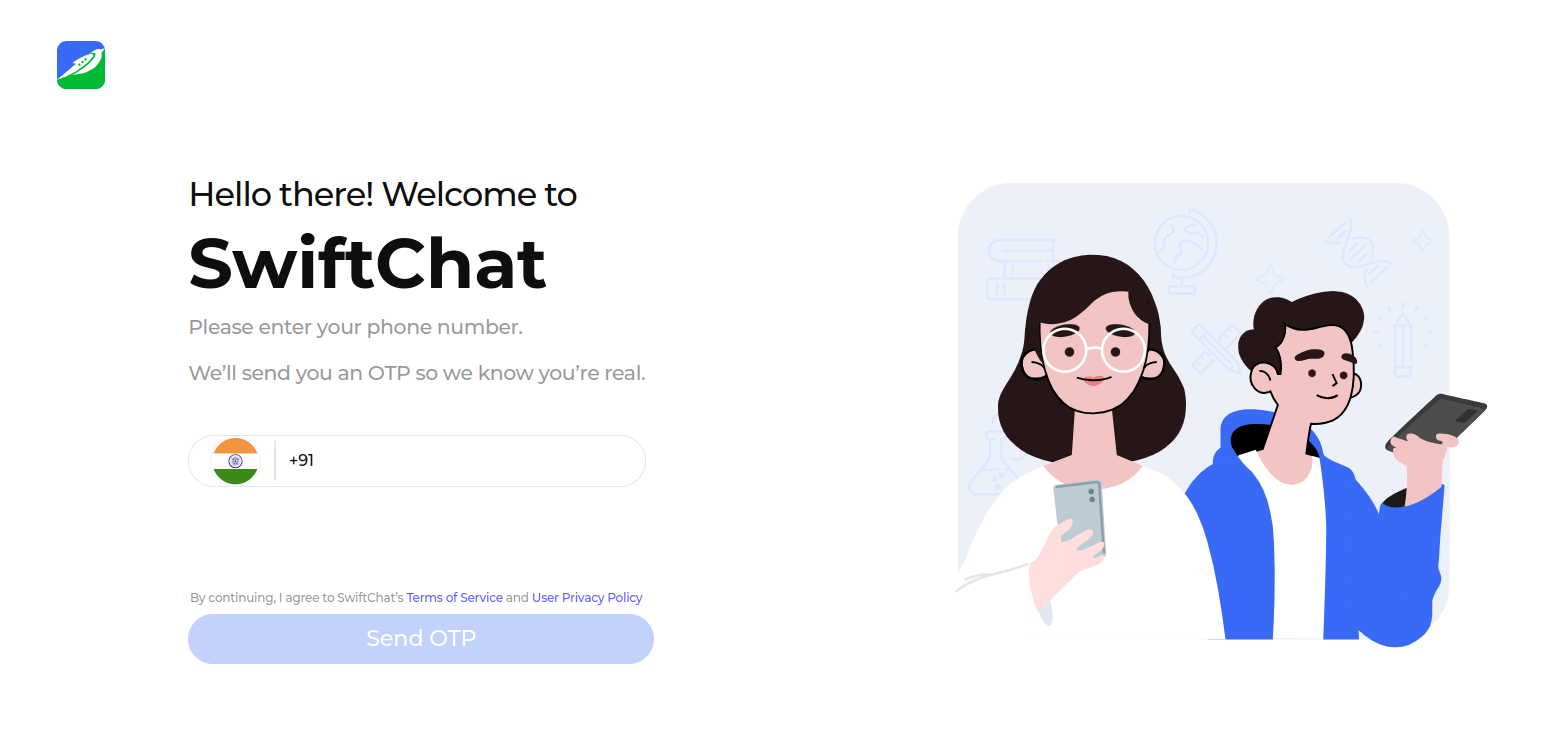 Hello there! Welcome to
SwiftChat
Please enter your phone number.
We’ll send you an OTP so we know you’re real.
+91
By continuing, I agree to SwiftChat’s Terms of Service and User Privacy Policy
Send OTP